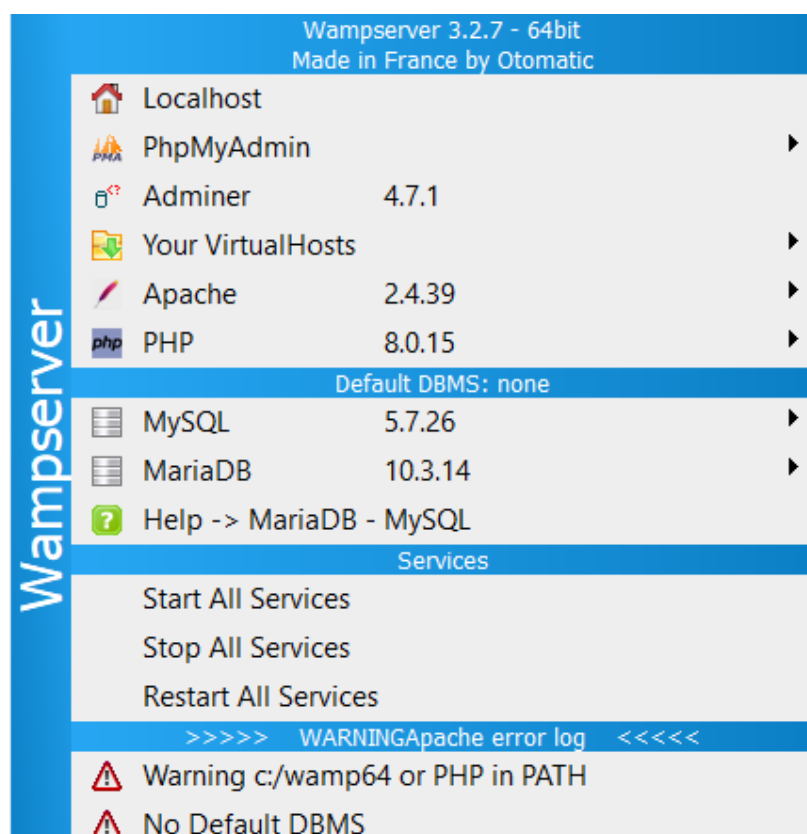 Wampserver 3.2.7 - 64bit
Made in France by Otomatic
Wampserver
Localhost
PMA PhpMyAdmin
Adminer 4.7.1
Your VirtualHosts
Apache 2.4.39
php PHP 8.0.15
Default DBMS: none
MySQL 5.7.26
MariaDB 10.3.14
? Help -> MariaDB - MySQL
Services
Start All Services
Stop All Services
Restart All Services
>>>>> WARNINGApache error log <<<<<
Warning c:/wamp64 or PHP in PATH
No Default DBMS